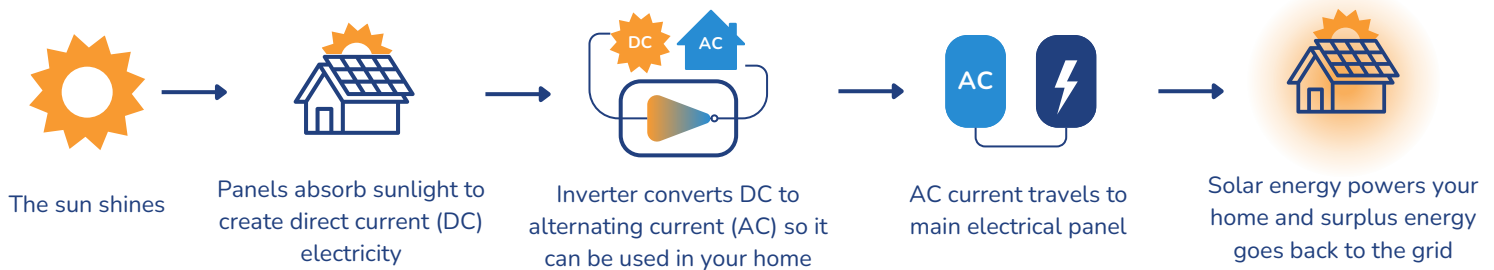 The sun shines
Panels absorb sunlight to
create direct current (DC)
electricity
DC
AC
Inverter converts DC to
alternating current (AC) so it
can be used in your home
AC
AC current travels to
main electrical panel
Solar energy powers your
home and surplus energy
goes back to the grid